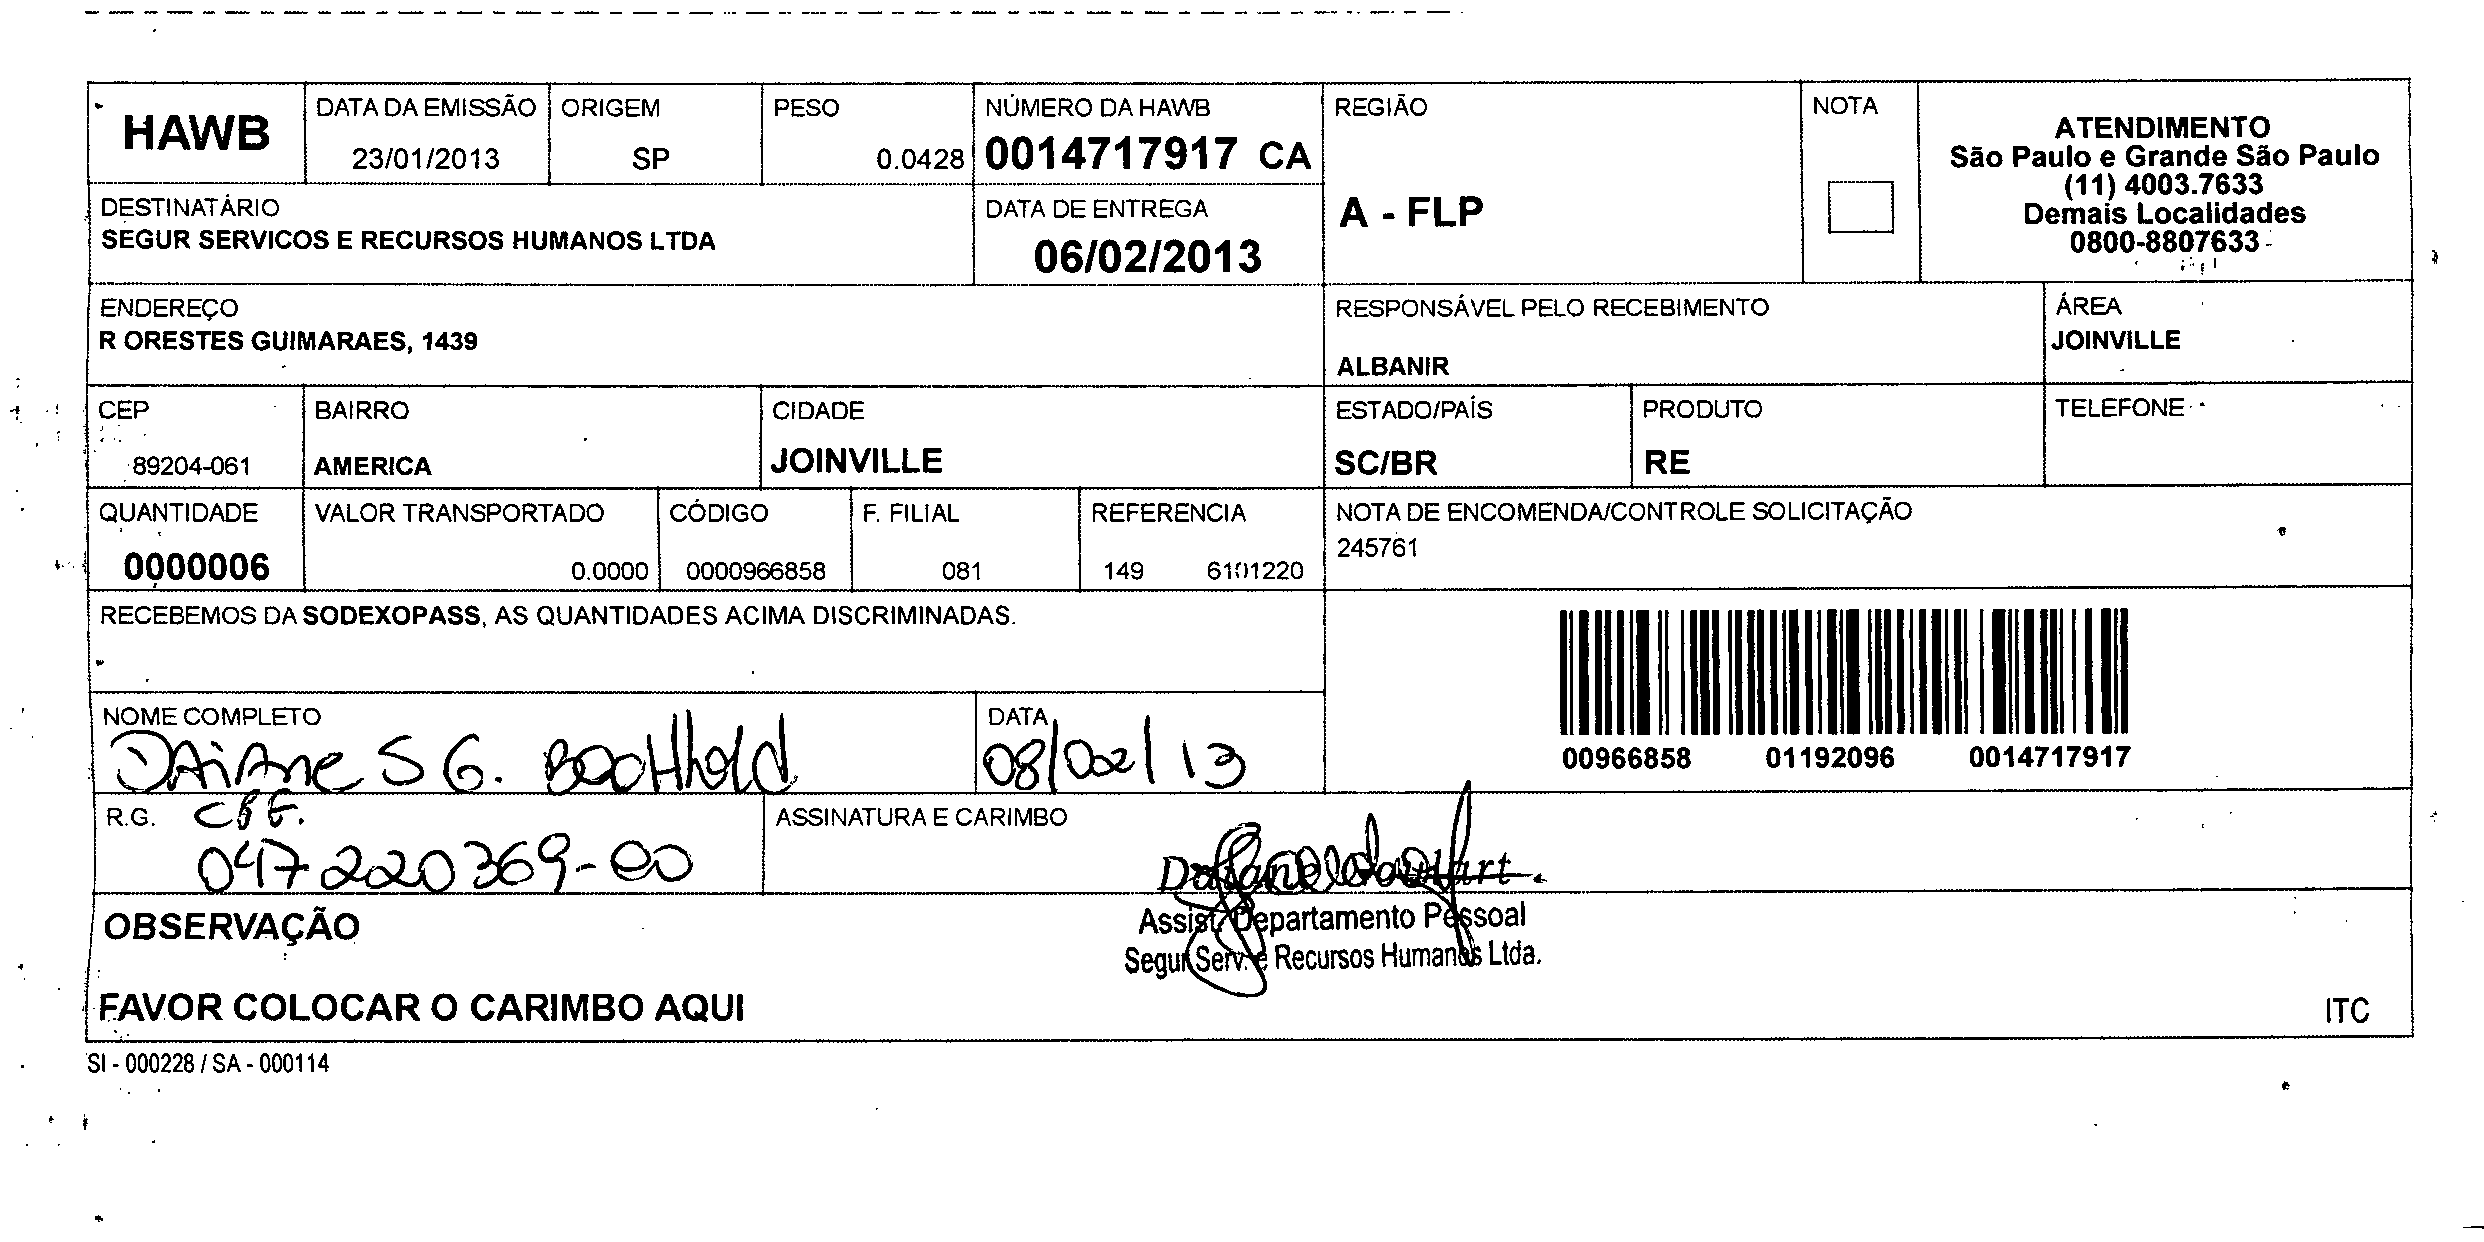 HAWB
DATA DA EMISSÃO
23/01/2013
ORIGEM
SP
PESO
0.0428
NÚMERO DA HAWB
0014717917 CA
REGIÃO
A - FLP
NOTA
ATENDIMENTO
São Paulo e Grande São Paulo
(11) 4003.7633
Demais Localidades
0800-8807633
DESTINATÁRIO
SEGUR SERVICOS E RECURSOS HUMANOS LTDA
DATA DE ENTREGA
06/02/2013
ENDEREÇO
R ORESTES GUIMARAES, 1439
RESPONSÁVEL PELO RECEBIMENTO
ALBANIR
ÁREA
JOINVILLE
CEP
89204-061
BAIRRO
AMERICA
CIDADE
JOINVILLE
ESTADO/PAÍS
SC/BR
PRODUTO
RE
TELEFONE
QUANTIDADE
0000006
VALOR TRANSPORTADO
0.0000
CÓDIGO
0000966858
F. FILIAL
081
REFERENCIA
149 6101220
NOTA DE ENCOMENDA/CONTROLE SOLICITAÇÃO
245761
RECEBEMOS DA SODEXOPASS, AS QUANTIDADES ACIMA DISCRIMINADAS.
00966858 01192096 0014717917
NOME COMPLETO
DAiANe S G.
DATA
08/02/13
R.G. CPF.
047220369-00
ASSINATURA E CARIMBO
Assist. Departamento Pessoal
Segur Serv. e Recursos Humanos Ltda.
OBSERVAÇÃO
FAVOR COLOCAR O CARIMBO AQUI
ITC
SI - 000228 / SA - 000114